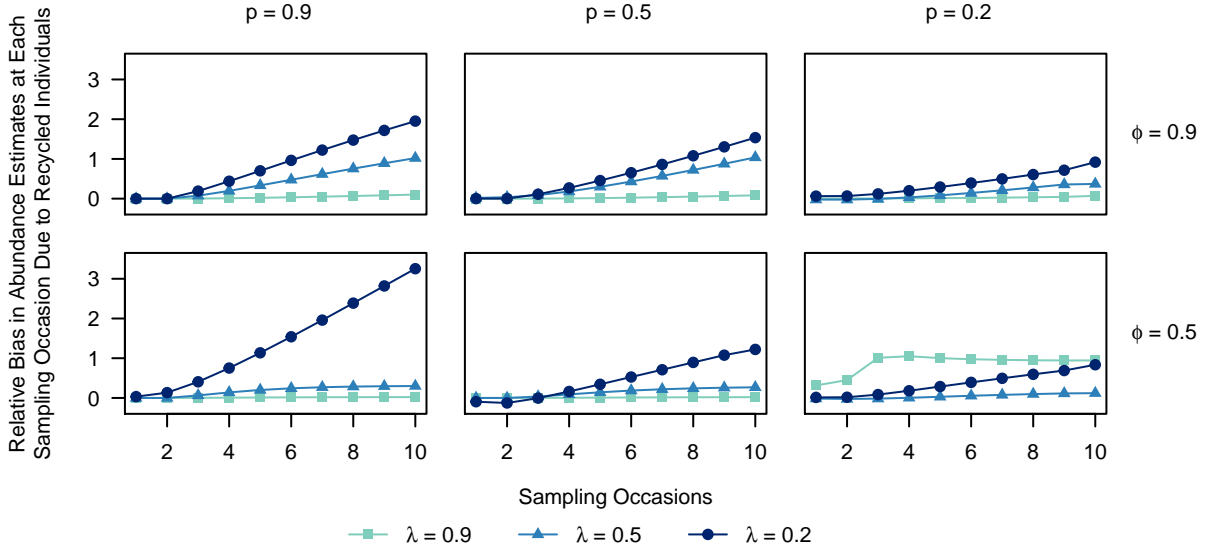 p = 0.9
p = 0.5
p = 0.2
Relative Bias in Abundance Estimates at Each
Sampling Occasion Due to Recycled Individuals
3
2
1
0
ϕ = 0.9
3
2
1
0
ϕ = 0.5
2 4 6 8 10
2 4 6 8 10
2 4 6 8 10
Sampling Occasions
λ = 0.9
λ = 0.5
λ = 0.2